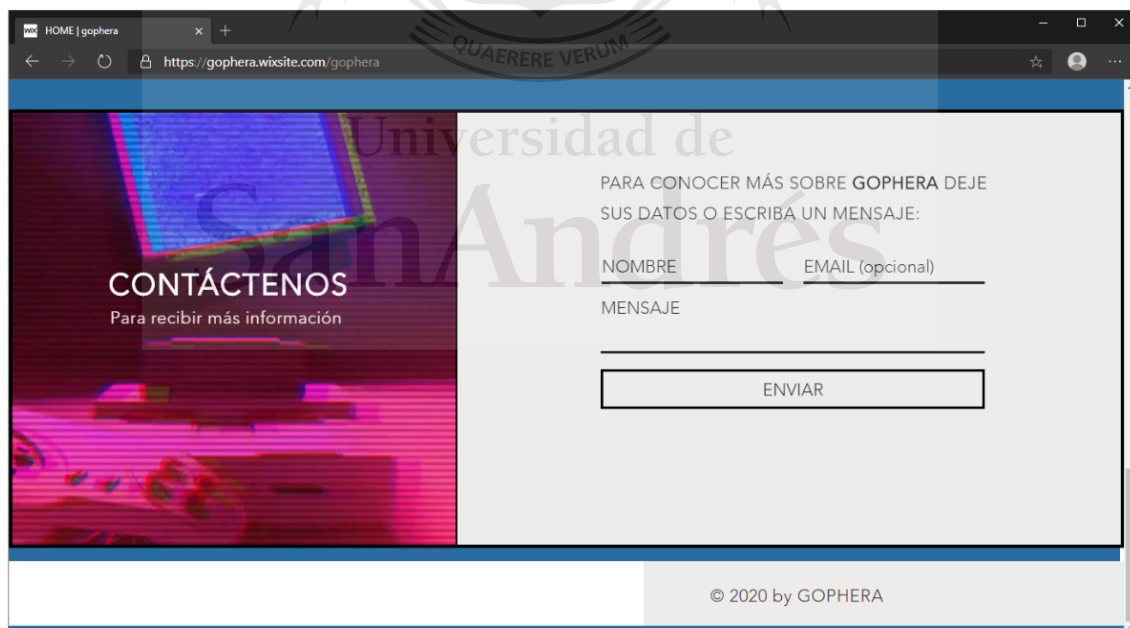 QUAERERE VERUM
WIX HOME | gophera
https://gophera.wixsite.com/gophera
Universidad de
SanAndrés
CONTÁCTENOS
Para recibir más información
PARA CONOCER MÁS SOBRE GOPHERA DEJE
SUS DATOS O ESCRIBA UN MENSAJE:
NOMBRE EMAIL (opcional)
MENSAJE
ENVIAR
© 2020 by GOPHERA